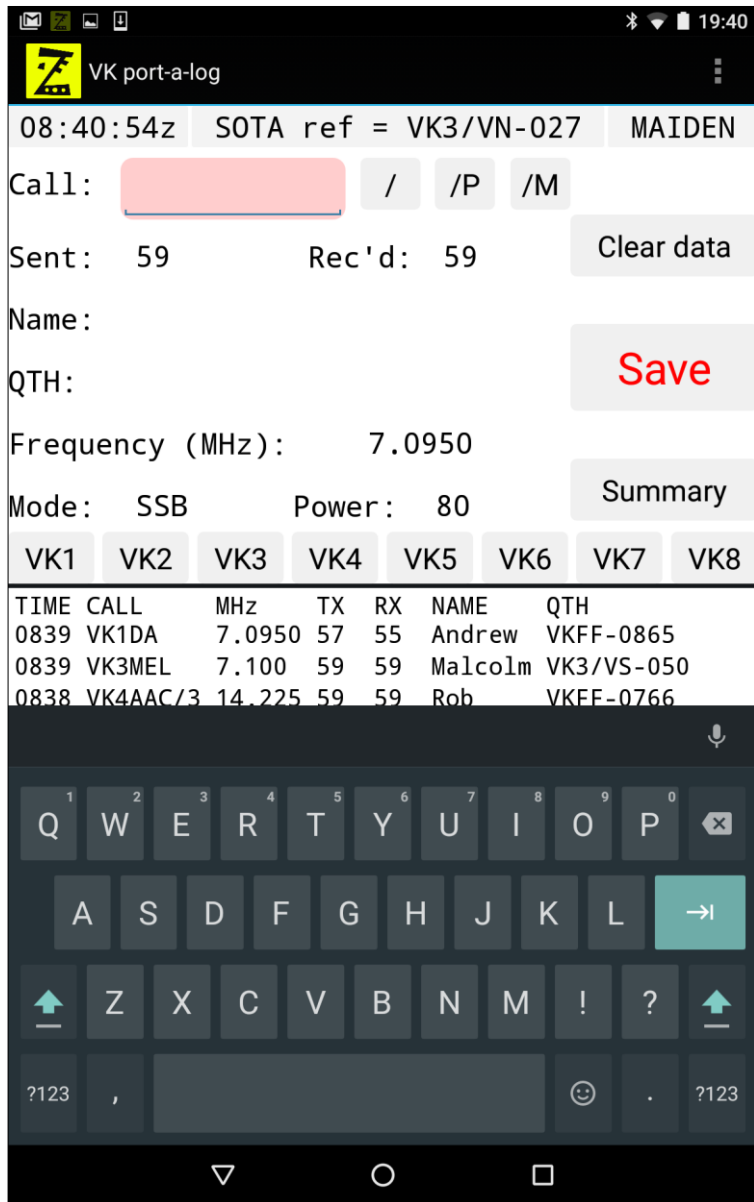 19:40
VK port-a-log
08:40:54z SOTA ref = VK3/VN-027 MAIDEN
Call: / /P /M
Clear data
Sent: 59 Rec'd: 59
Name:
Save
QTH:
Frequency (MHz): 7.0950
Summary
Mode: SSB Power: 80
VK1 VK2 VK3 VK4 VK5 VK6 VK7 VK8
TIME CALL MHz TX RX NAME QTH
0839 VK1DA 7.0950 57 55 Andrew VKFF-0865
0839 VK3MEL 7.100 59 59 Malcolm VK3/VS-050
0838 VK4AAC/3 14.225 59 59 Rob VKFF-0766
1 2 3 4 5 6 7 8 9 0
Q W E R T Y U I O P
A S D F G H J K L
Z X C V B N M ! ?
?123 , . ?123